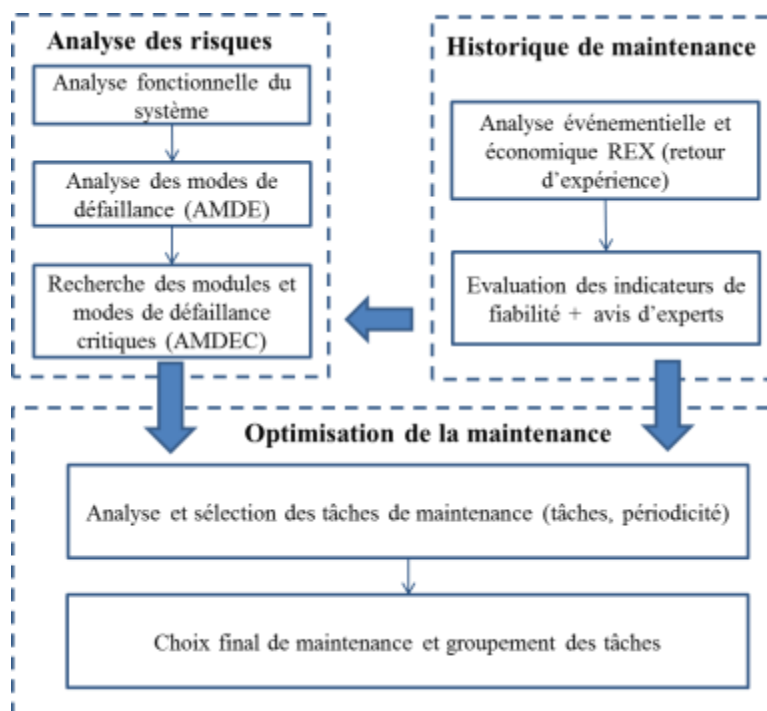 Analyse des risques
Analyse fonctionnelle du
système
Analyse des modes de
défaillance (AMDE)
Recherche des modules et
modes de défaillance
critiques (AMDEC)
Historique de maintenance
Analyse événementielle et
économique REX (retour
d'expérience)
Evaluation des indicateurs de
fiabilité + avis d'experts
Optimisation de la maintenance
Analyse et sélection des tâches de maintenance (tâches, périodicité)
Choix final de maintenance et groupement des tâches